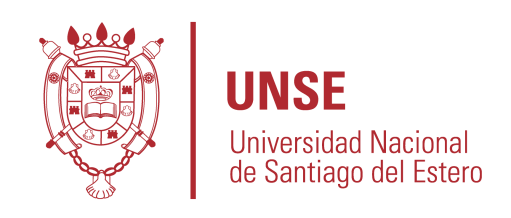 UNSE
Universidad Nacional
de Santiago del Estero